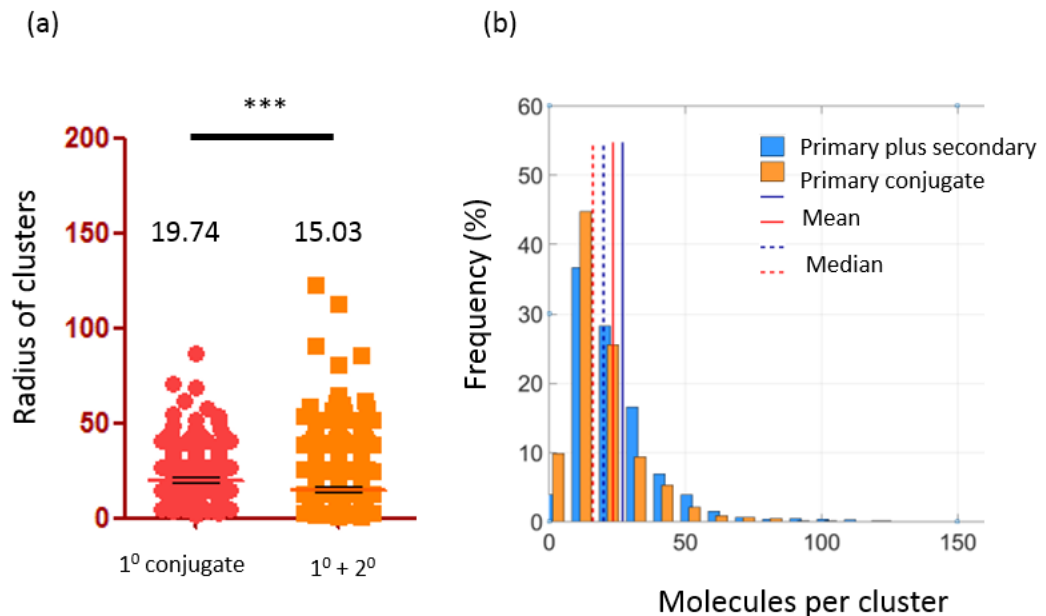 (a)
***
200
150
100
50
0
19.74
15.03
Radius of clusters
1⁰ conjugate
1⁰ + 2⁰
(b)
60
50
40
30
20
10
0
Frequency (%)
Primary plus secondary
Primary conjugate
Mean
Median
0
50
100
150
Molecules per cluster